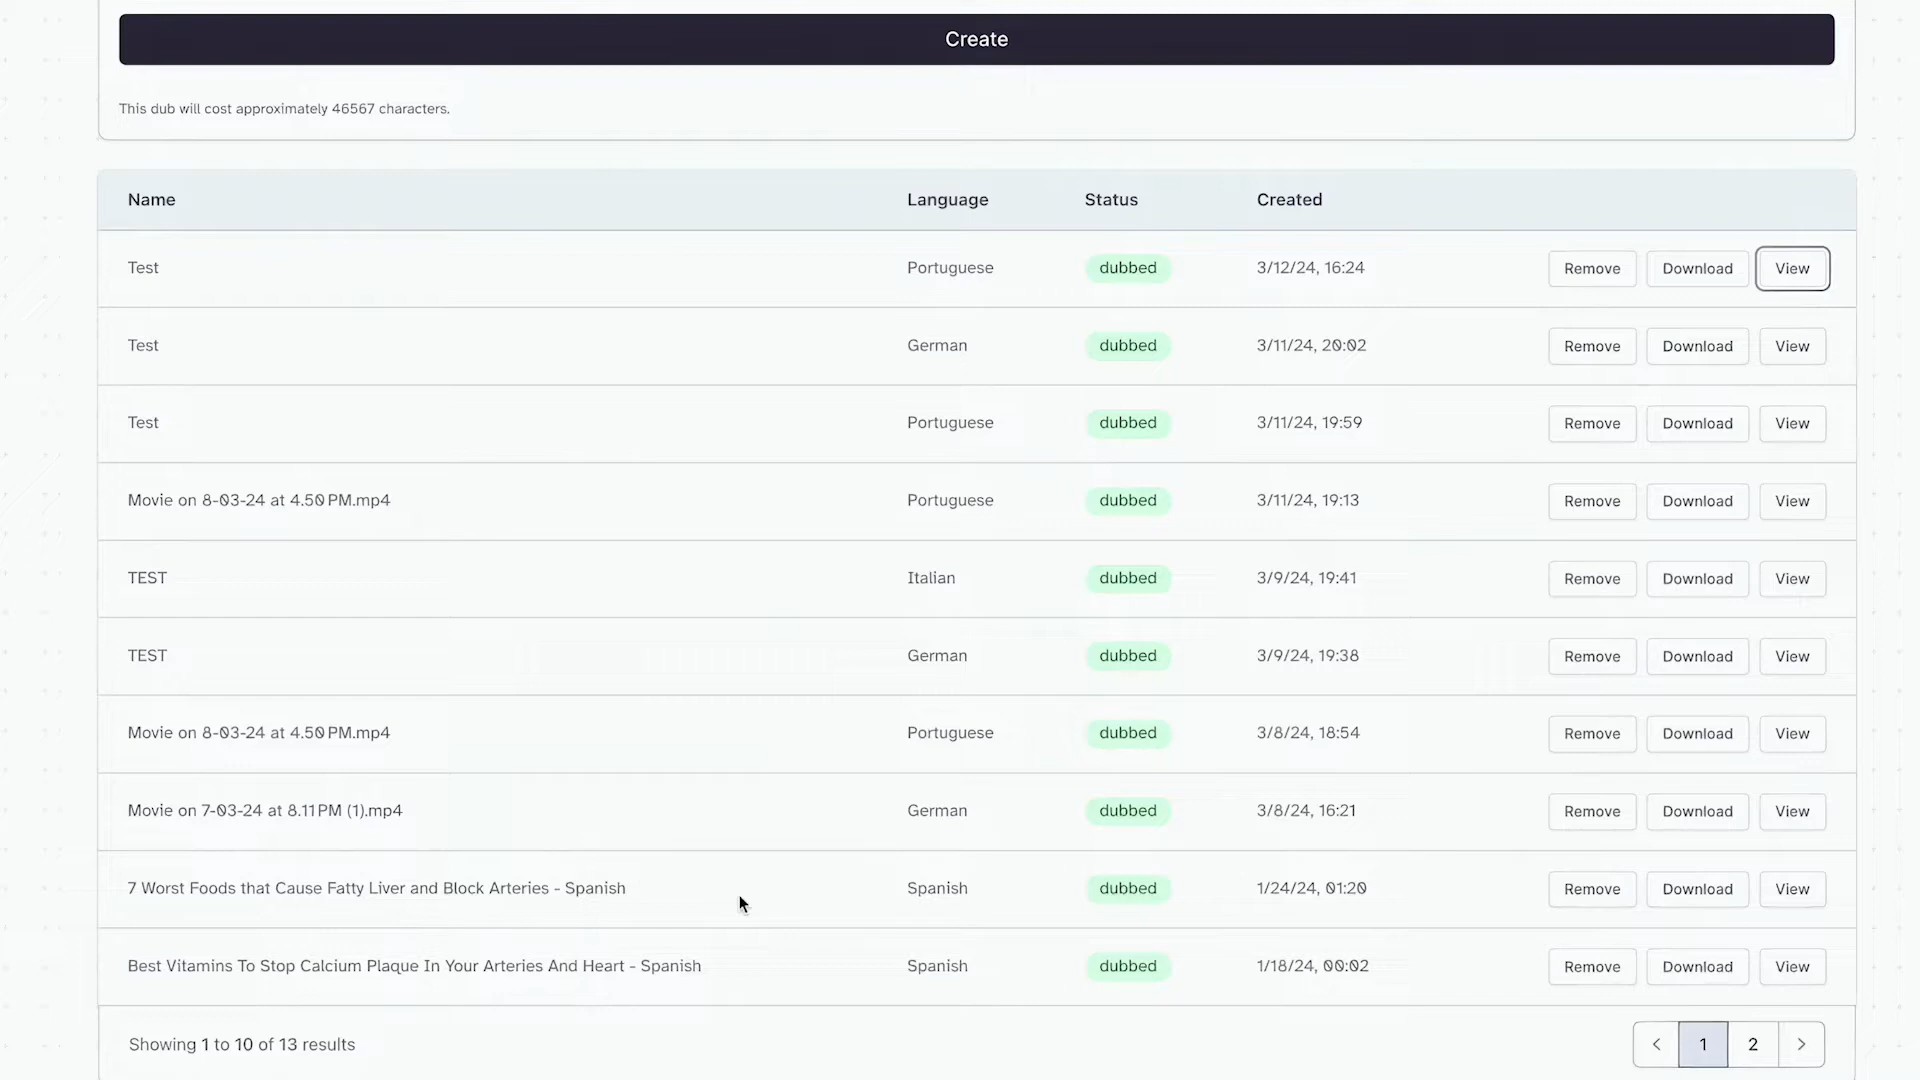 Create
This dub will cost approximately 46567 characters.
Name Language Status Created
Test Portuguese dubbed 3/12/24, 16:24 Remove Download View
Test German dubbed 3/11/24, 20:02 Remove Download View
Test Portuguese dubbed 3/11/24, 19:59 Remove Download View
Movie on 8-03-24 at 4.50 PM.mp4 Portuguese dubbed 3/11/24, 19:13 Remove Download View
TEST Italian dubbed 3/9/24, 19:41 Remove Download View
TEST German dubbed 3/9/24, 19:38 Remove Download View
Movie on 8-03-24 at 4.50 PM.mp4 Portuguese dubbed 3/8/24, 18:54 Remove Download View
Movie on 7-03-24 at 8.11 PM (1).mp4 German dubbed 3/8/24, 16:21 Remove Download View
7 Worst Foods that Cause Fatty Liver and Block Arteries - Spanish Spanish dubbed 1/24/24, 01:20 Remove Download View
Best Vitamins To Stop Calcium Plaque In Your Arteries And Heart - Spanish Spanish dubbed 1/18/24, 00:02 Remove Download View
Showing 1 to 10 of 13 results 1 2